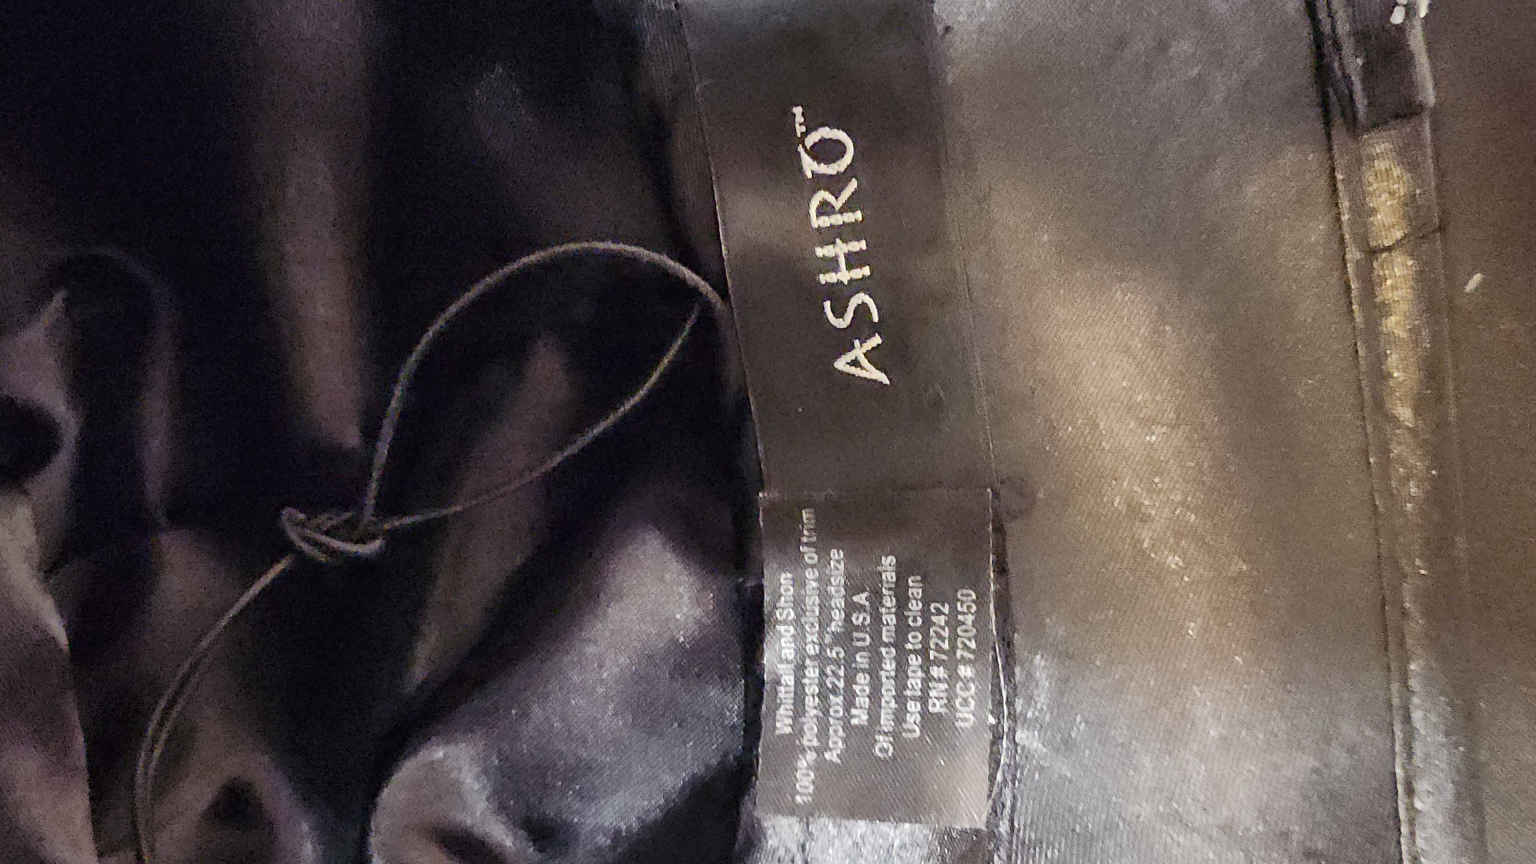 ASHRO™
Whittall and Shon
100% polyester exclusive of trim
Approx. 22.5" headsize
Made in U.S.A
Of imported materials
Use tape to clean
RN# 72242
UCC# 720450